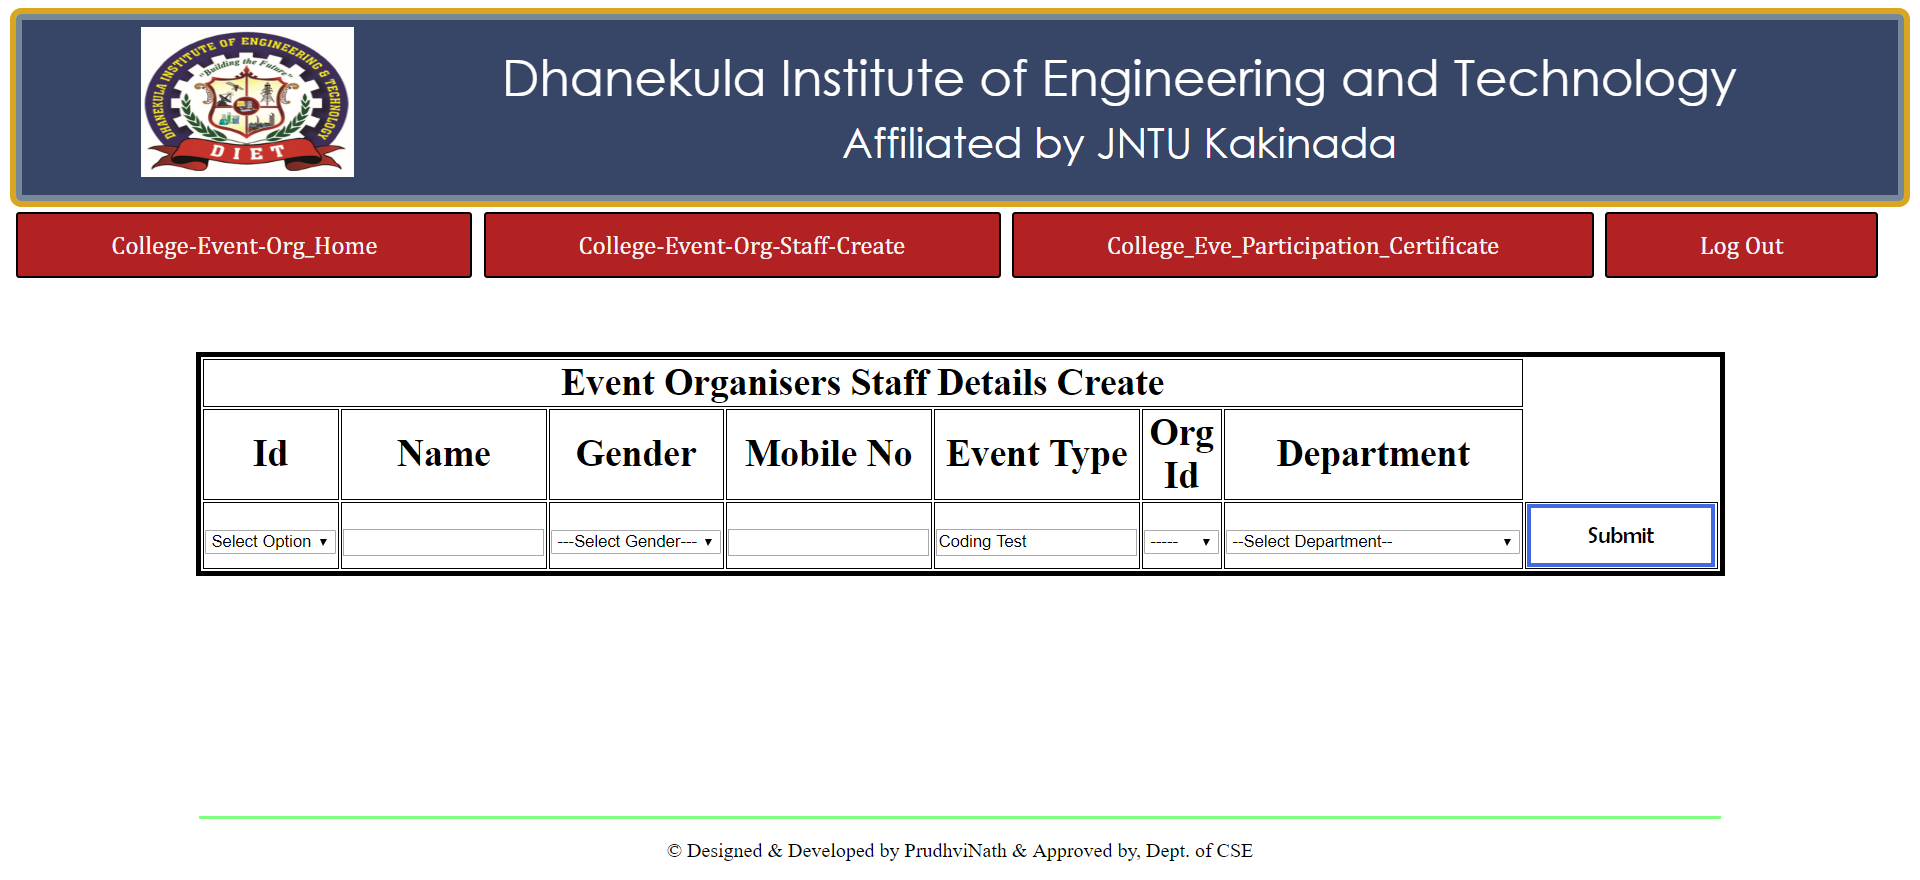 DHANEKULA INSTITUTE OF ENGINEERING & TECHNOLOGY
"Building the Future"
DIET
Dhanekula Institute of Engineering and Technology
Affiliated by JNTU Kakinada
College-Event-Org_Home
College-Event-Org-Staff-Create
College_Eve_Participation_Certificate
Log Out
Event Organisers Staff Details Create
Id
Name
Gender
Mobile No
Event Type
Org
Id
Department
Select Option
---Select Gender---
Coding Test
-----
--Select Department--
Submit
© Designed & Developed by PrudhviNath & Approved by, Dept. of CSE